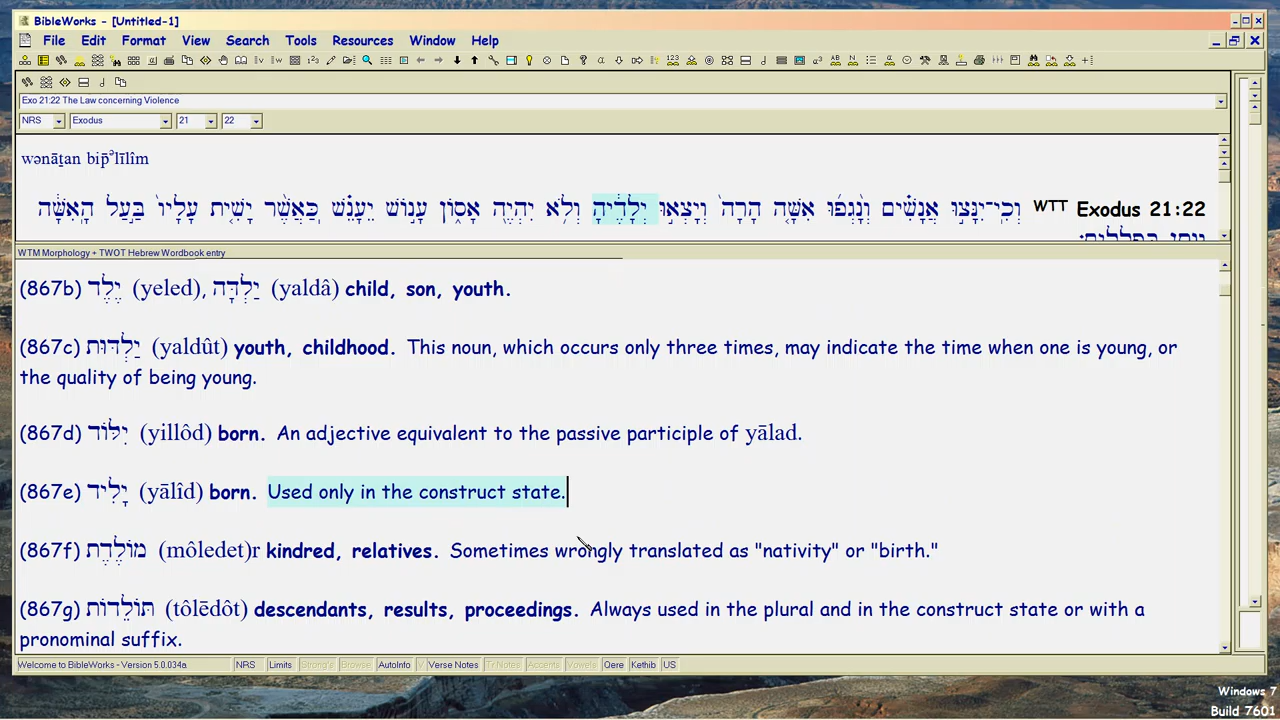 BibleWorks - [Untitled-1]
File Edit Format View Search Tools Resources Window Help
Exo 21:22 The Law concerning Violence
NRS Exodus 21 22
wənāṯan bip̄ᵊlīlîm
WTT Exodus 21:22 וְכִֽי־יִנָּצ֣וּ אֲנָשִׁ֗ים וְנָ֨גְפ֜וּ אִשָּׁ֤ה הָרָה֙ וְיָצְא֣וּ יְלָדֶ֔יהָ וְלֹ֥א יִהְיֶ֖ה אָס֑וֹן עָנ֣וֹשׁ יֵעָנֵ֗שׁ כַּֽאֲשֶׁ֨ר יָשִׁ֤ית עָלָיו֙ בַּ֣עַל הָֽאִשָּׁ֔ה
WTM Morphology + TWOT Hebrew Wordbook entry
(867b) יֶלֶד (yeled), יַלְדָּה (yaldâ) child, son, youth.
(867c) יַלְדּוּת (yaldût) youth, childhood. This noun, which occurs only three times, may indicate the time when one is young, or
the quality of being young.
(867d) יִלּוֹד (yillôd) born. An adjective equivalent to the passive participle of yālad.
(867e) יָלִיד (yālîd) born. Used only in the construct state.
(867f) מוֹלֶדֶת (môledet)r kindred, relatives. Sometimes wrongly translated as "nativity" or "birth."
(867g) תּוֹלֵדוֹת (tôlēdôt) descendants, results, proceedings. Always used in the plural and in the construct state or with a
pronominal suffix.
Welcome to BibleWorks - Version 5.0.034a NRS Limits Strong's Browse AutoInfo V Verse Notes Tr Notes Accents Vowels Qere Kethib US
Windows 7
Build 7601